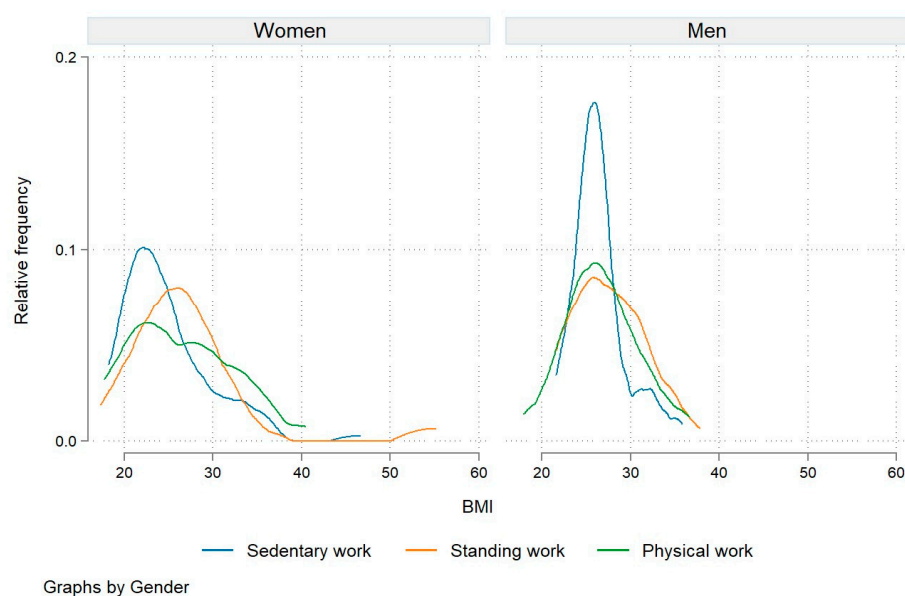 Women
Men
Relative frequency
0.2
0.1
0.0
20 30 40 50 60
20 30 40 50 60
BMI
Sedentary work Standing work Physical work
Graphs by Gender